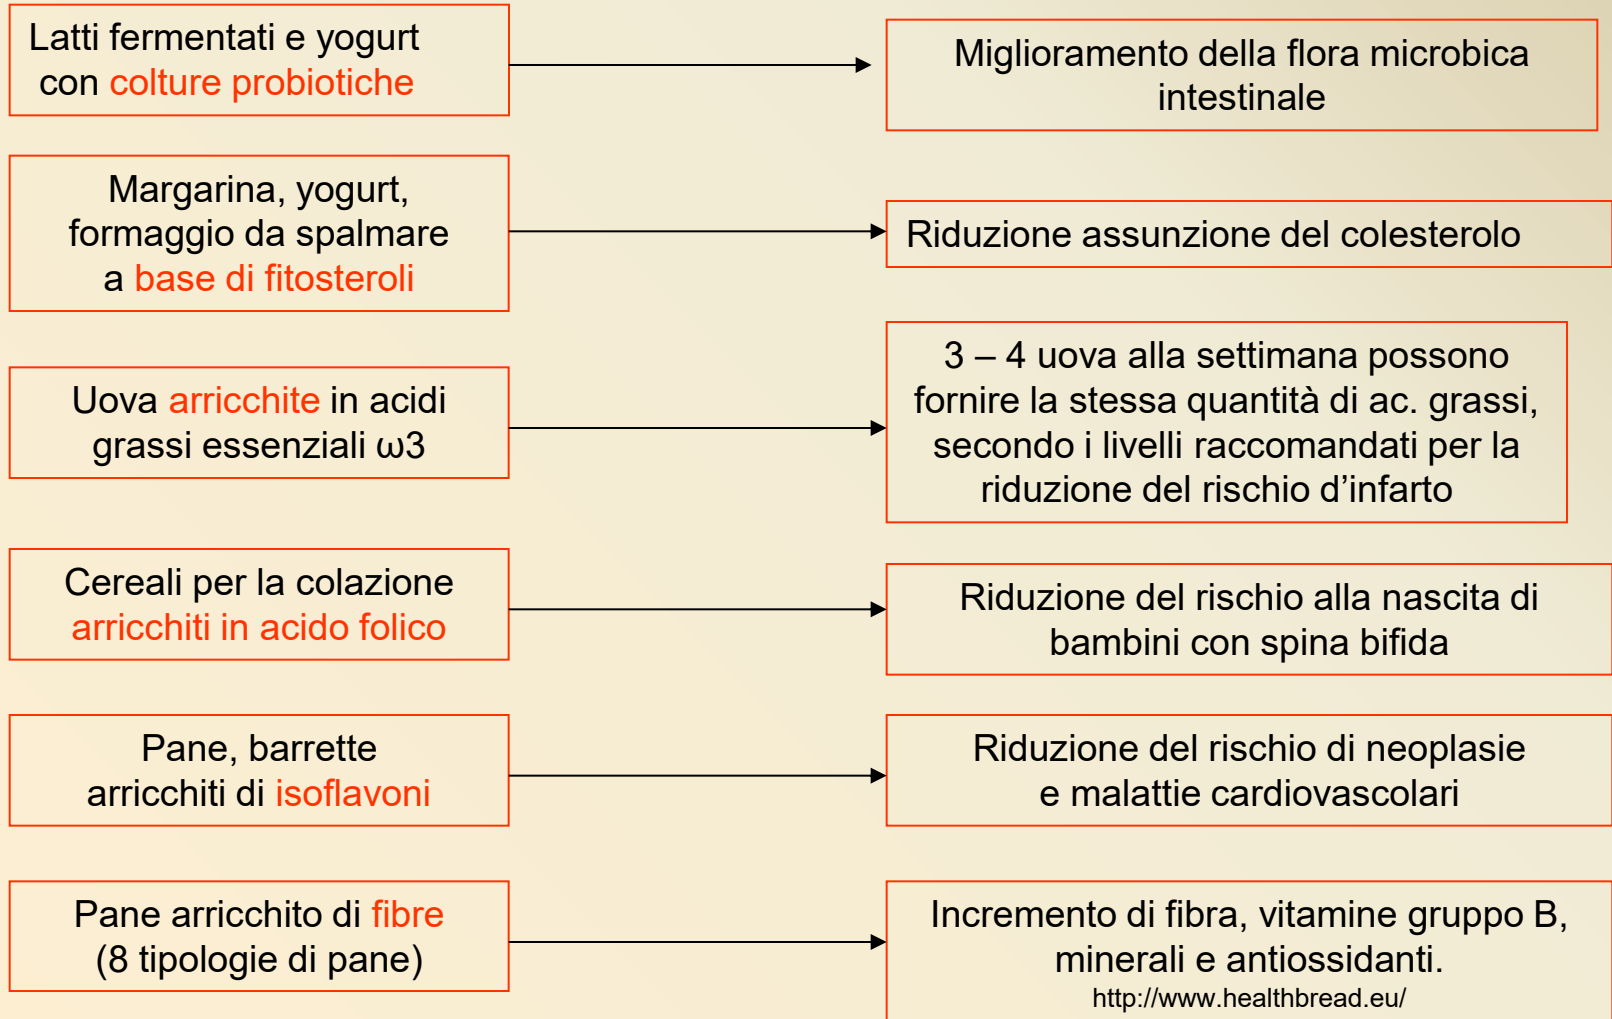 Latti fermentati e yogurt
con colture probiotiche
Miglioramento della flora microbica
intestinale
Margarina, yogurt,
formaggio da spalmare
a base di fitosteroli
Riduzione assunzione del colesterolo
Uova arricchite in acidi
grassi essenziali ω3
3 – 4 uova alla settimana possono
fornire la stessa quantità di ac. grassi,
secondo i livelli raccomandati per la
riduzione del rischio d’infarto
Cereali per la colazione
arricchiti in acido folico
Riduzione del rischio alla nascita di
bambini con spina bifida
Pane, barrette
arricchiti di isoflavoni
Riduzione del rischio di neoplasie
e malattie cardiovascolari
Pane arricchito di fibre
(8 tipologie di pane)
Incremento di fibra, vitamine gruppo B,
minerali e antiossidanti.
http://www.healthbread.eu/